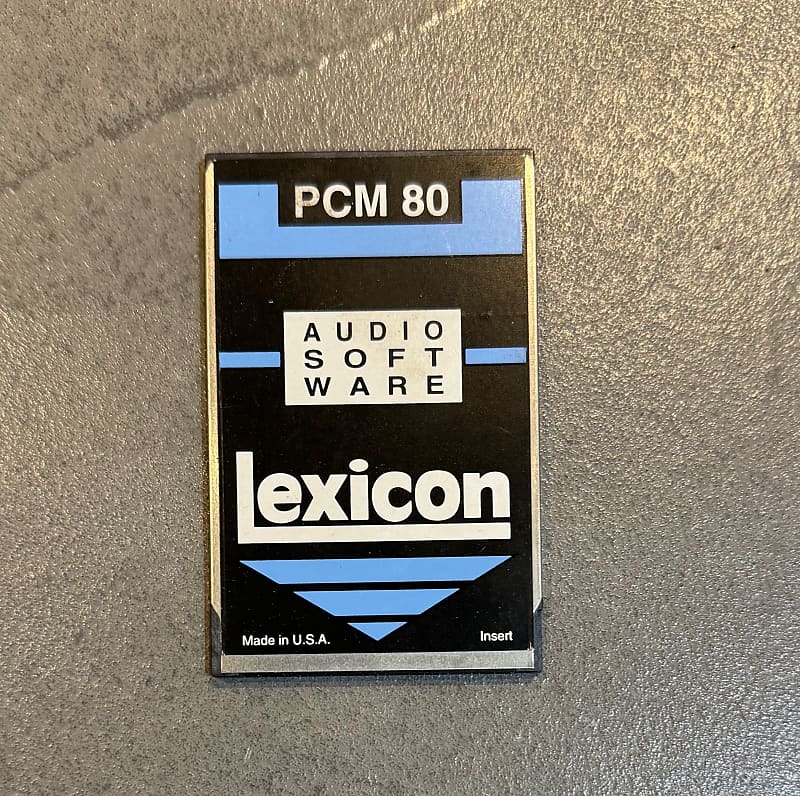 PCM 80
AUDIO
SOFT
WARE
Lexicon
Made in U.S.A.
Insert